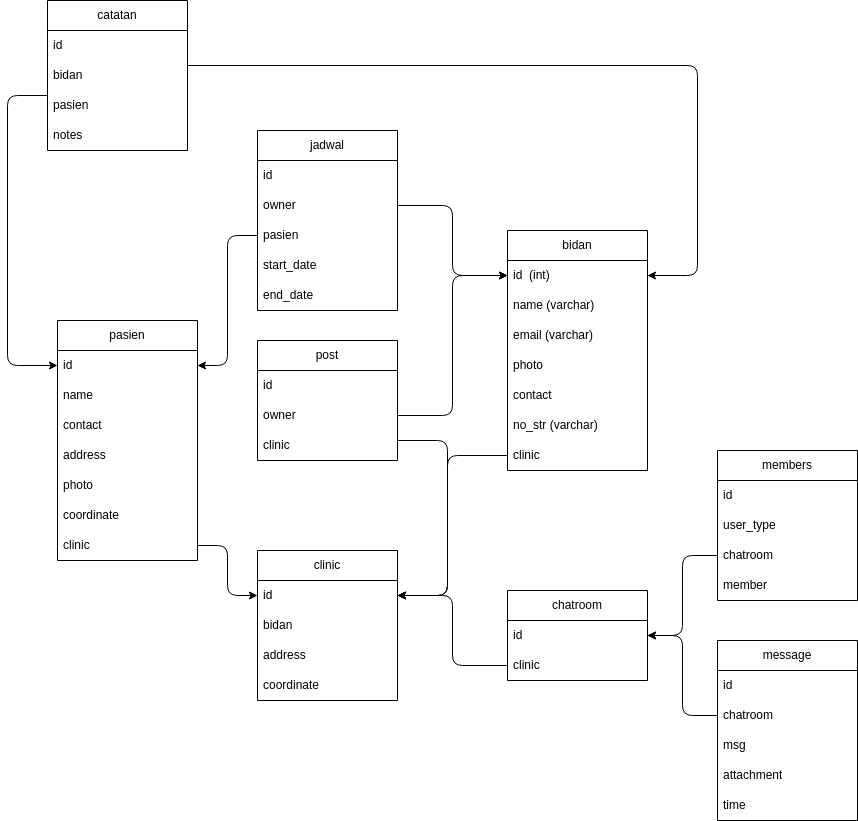 catatan
id
bidan
pasien
notes
jadwal
id
owner
pasien
start_date
end_date
bidan
id  (int)
name (varchar)
email (varchar)
photo
contact
no_str (varchar)
clinic
pasien
id
name
contact
address
photo
coordinate
clinic
post
id
owner
clinic
members
id
user_type
chatroom
member
clinic
id
bidan
address
coordinate
chatroom
id
clinic
message
id
chatroom
msg
attachment
time